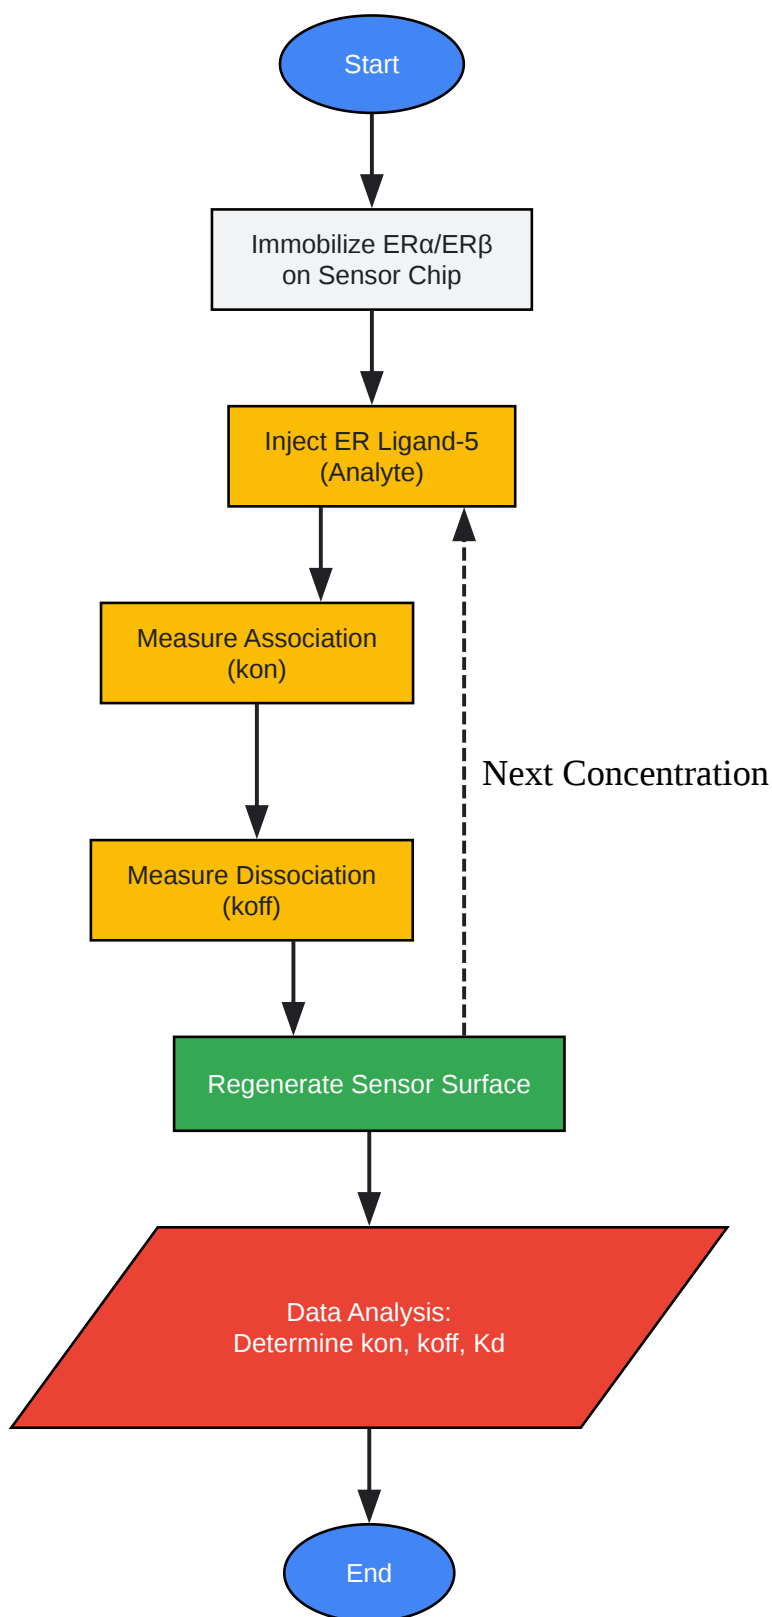 Start
Immobilize ERα/ERβ
on Sensor Chip
Inject ER Ligand-5
(Analyte)
Measure Association
(kon)
Next Concentration
Measure Dissociation
(koff)
Regenerate Sensor Surface
Data Analysis:
Determine kon, koff, Kd
End